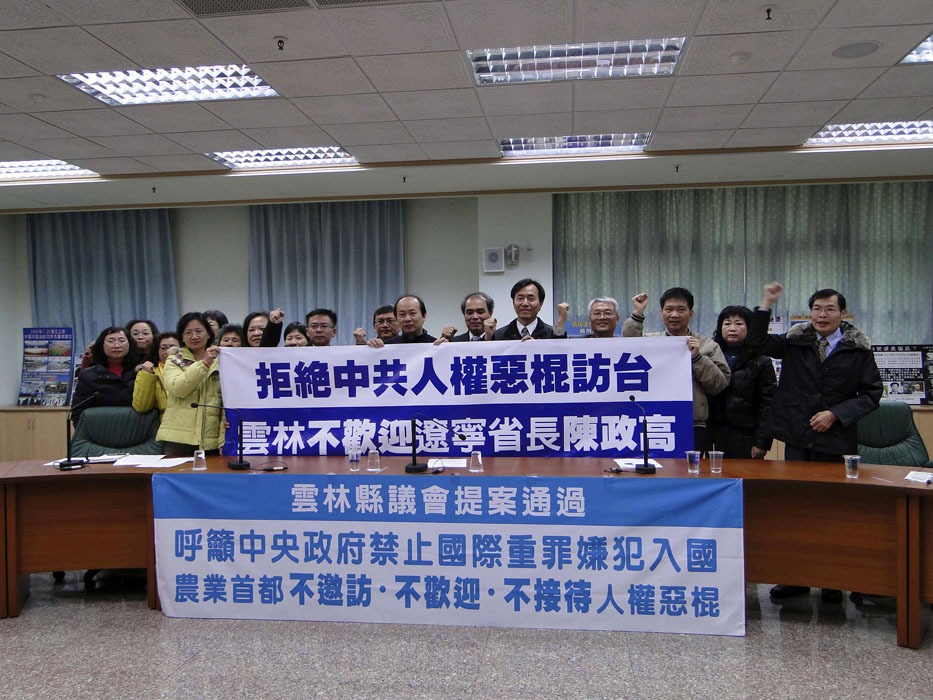 拒絕中共人權惡棍訪台
雲林不歡迎遼寧省長陳政高
雲林縣議會提案通過
呼籲中央政府禁止國際重罪嫌犯入國
農業首都 不邀訪·不歡迎·不接待 人權惡棍